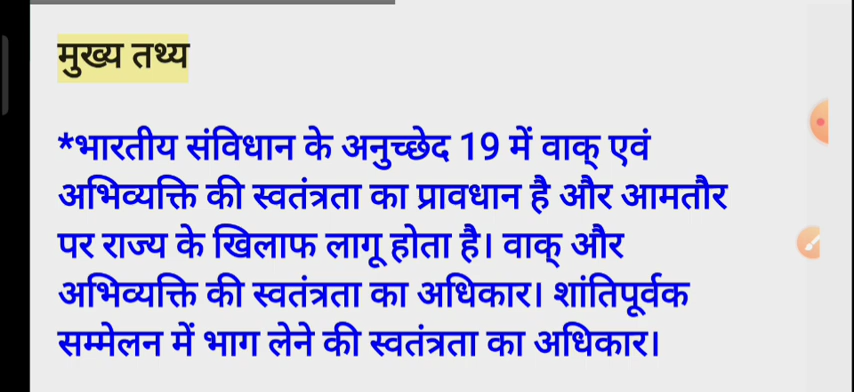 मुख्य तथ्य
*भारतीय संविधान के अनुच्छेद 19 में वाक् एवं
अभिव्यक्ति की स्वतंत्रता का प्रावधान है और आमतौर
पर राज्य के खिलाफ लागू होता है। वाक् और
अभिव्यक्ति की स्वतंत्रता का अधिकार। शांतिपूर्वक
सम्मेलन में भाग लेने की स्वतंत्रता का अधिकार।